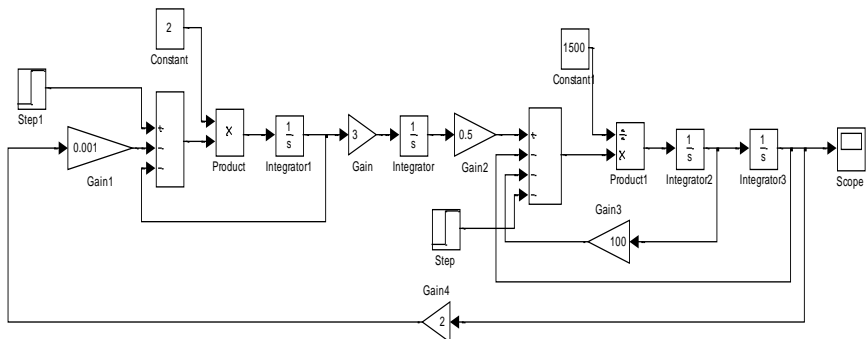 2
Constant
1500
Constant1
Step1
0.001
Gain1
+
−
−
X
Product
1
s
Integrator1
3
Gain
1
s
Integrator
0.5
Gain2
+
−
−
−
÷
X
Product1
1
s
Integrator2
1
s
Integrator3
Scope
Step
Gain3
100
Gain4
2